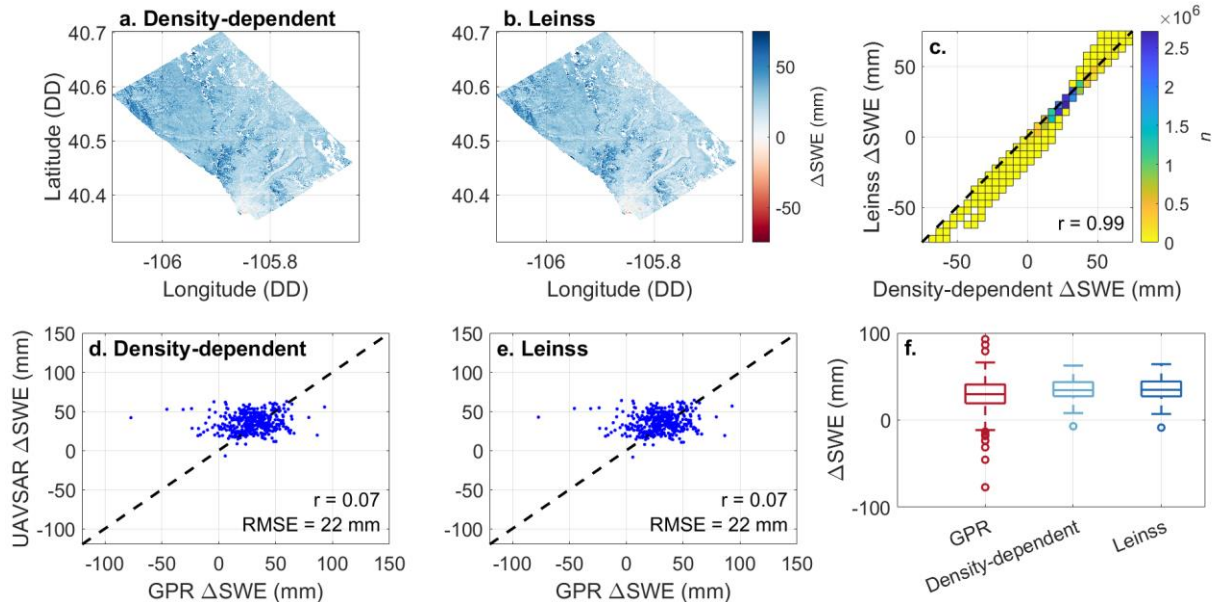 a. Density-dependent
b. Leinss
c.
×10⁶
40.7
40.6
40.5
40.4
Latitude (DD)
-106
-105.8
Longitude (DD)
40.7
40.6
40.5
40.4
-106
-105.8
Longitude (DD)
50
0
-50
ΔSWE (mm)
50
0
-50
Leinss ΔSWE (mm)
-50
0
50
Density-dependent ΔSWE (mm)
r = 0.99
2.5
2
1.5
1
0.5
0
n
d. Density-dependent
150
100
50
0
-50
-100
UAVSAR ΔSWE (mm)
-100
-50
0
50
100
150
GPR ΔSWE (mm)
r = 0.07
RMSE = 22 mm
e. Leinss
150
100
50
0
-50
-100
-100
-50
0
50
100
150
GPR ΔSWE (mm)
r = 0.07
RMSE = 22 mm
f.
100
0
-100
ΔSWE (mm)
GPR
Density-dependent
Leinss